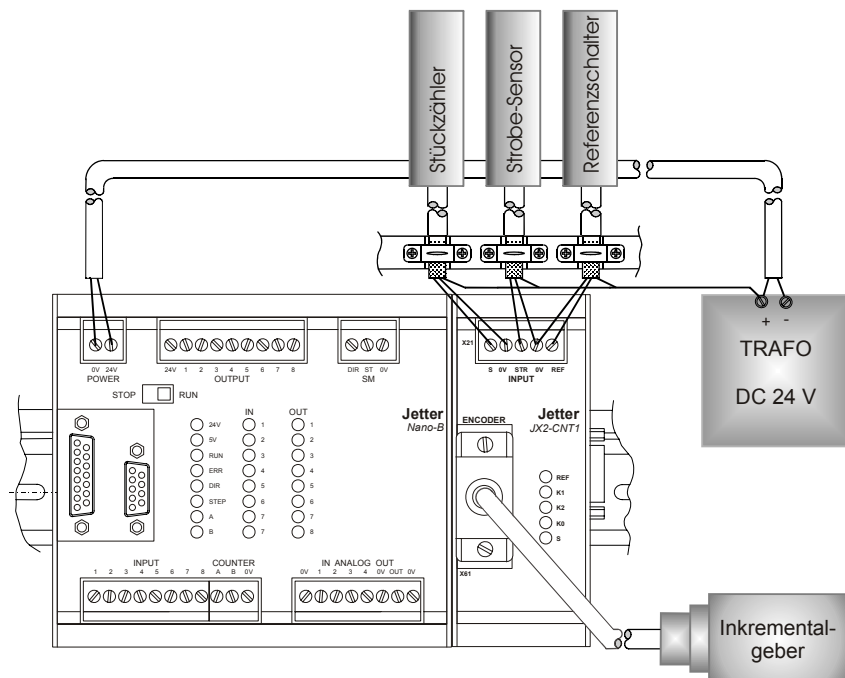 Stückzähler
Strobe-Sensor
Referenzschalter
+ -
TRAFO
DC 24 V
0V 24V
POWER
24V 1 2 3 4 5 6 7 8
OUTPUT
DIR ST 0V
SM
X21
S 0V STR 0V REF
INPUT
STOP RUN
IN OUT
24V 1 1
5V 2 2
RUN 3 3
ERR 4 4
DIR 5 5
STEP 6 6
A 7 7
B 7 8
Jetter
Nano-B
ENCODER
Jetter
JX2-CNT1
REF
K1
K2
K0
S
X61
INPUT
1 2 3 4 5 6 7 8
COUNTER
A B 0V
IN ANALOG OUT
0V 1 2 3 4 0V OUT 0V
Inkremental-
geber